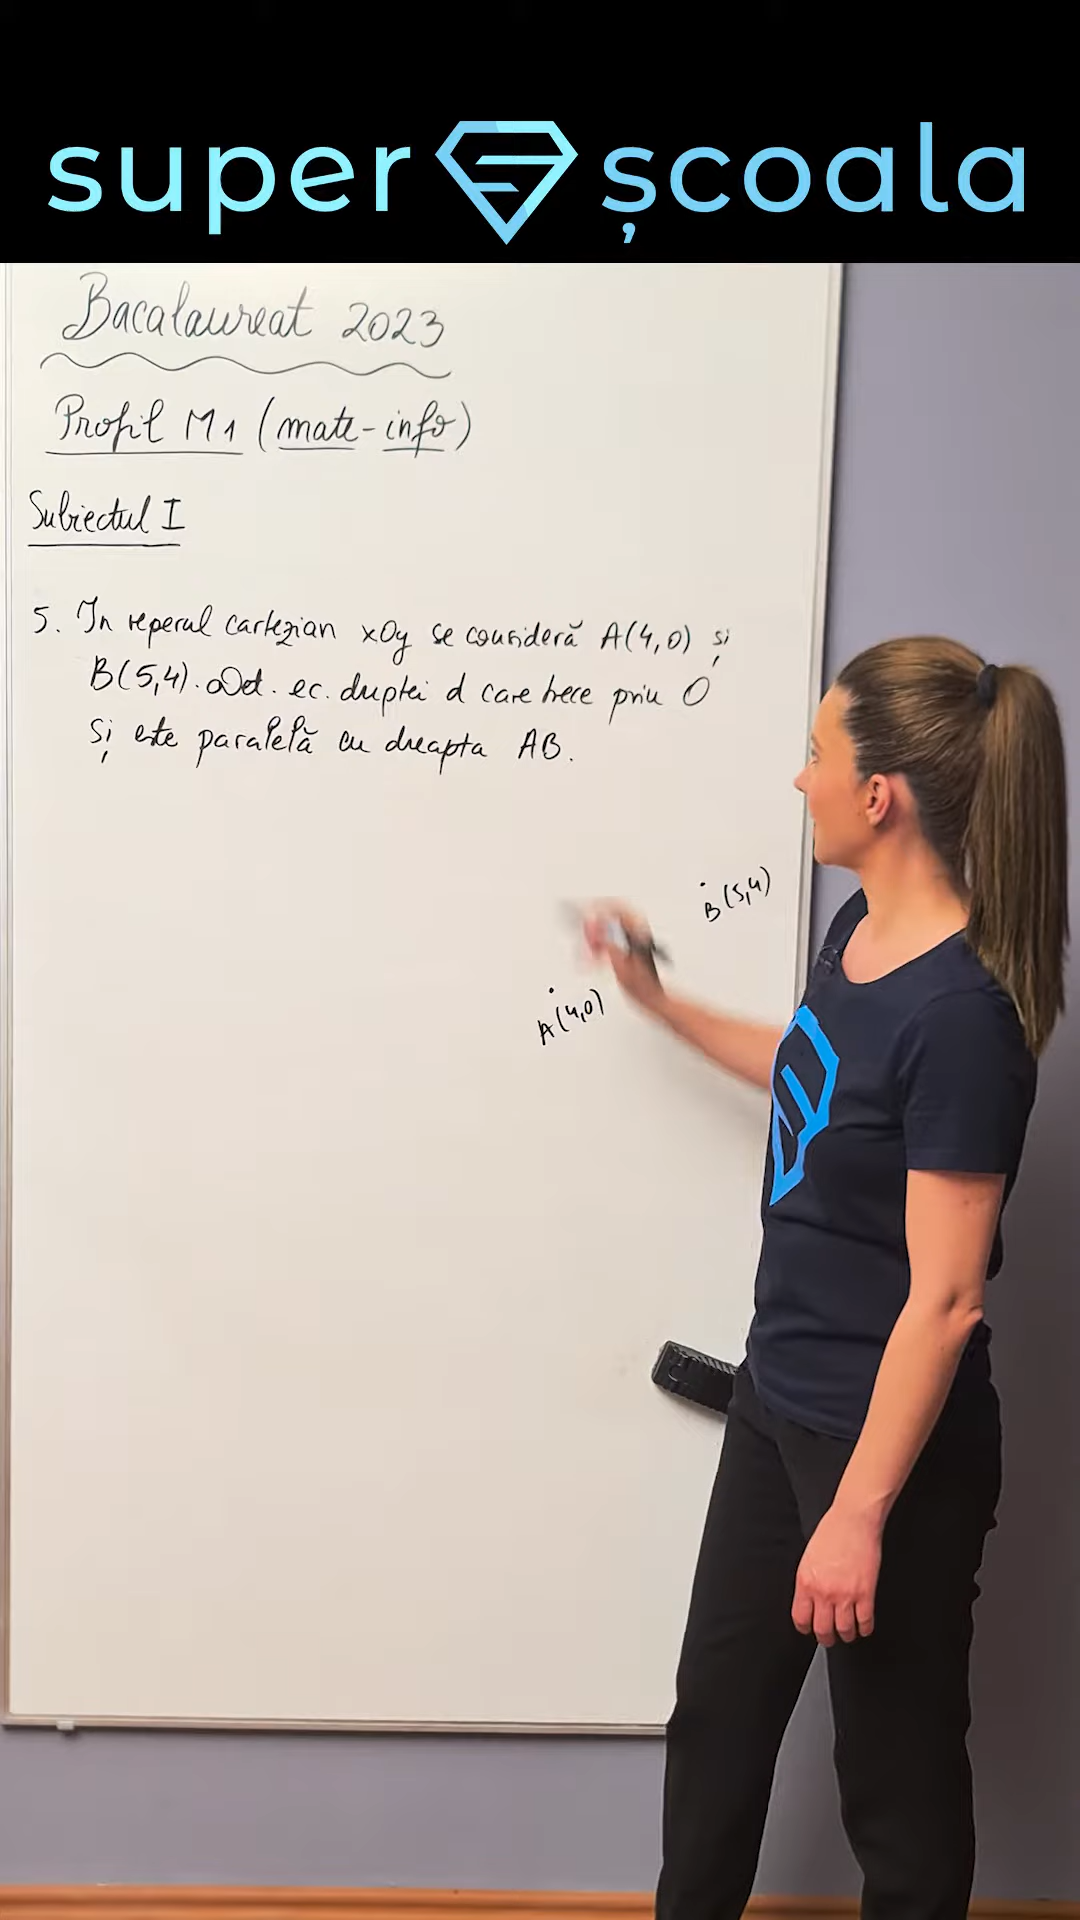 super școala
Bacalaureat 2023
Profil M1 (mate-info)
Subiectul I
5. În reperul cartezian xOy se consideră A(4,0) și
B(5,4). Det. ec. dreptei d care trece prin O
și este paralelă cu dreapta AB.
B(5,4)
A(4,0)